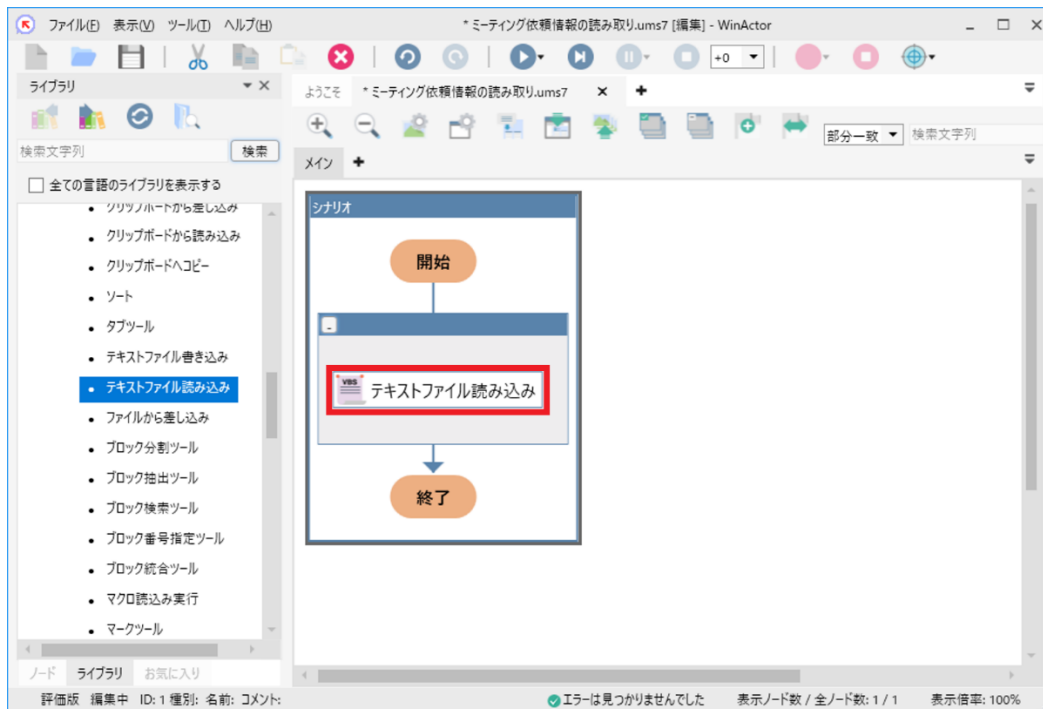 ファイル(F) 表示(V) ツール(T) ヘルプ(H)
* ミーティング依頼情報の読み取り.ums7 [編集] - WinActor
+0
ライブラリ
ようこそ * ミーティング依頼情報の読み取り.ums7
検索文字列 検索
部分一致 検索文字列
メイン
全ての言語のライブラリを表示する
クリップボードから差し込み
クリップボードから読み込み
クリップボードへコピー
ソート
タブツール
テキストファイル書き込み
テキストファイル読み込み
ファイルから差し込み
ブロック分割ツール
ブロック抽出ツール
ブロック検索ツール
ブロック番号指定ツール
ブロック統合ツール
マクロ読込み実行
マークツール
シナリオ
開始
-
VBS テキストファイル読み込み
終了
ノード ライブラリ お気に入り
評価版 編集中 ID: 1 種別: 名前: コメント:
エラーは見つかりませんでした 表示ノード数 / 全ノード数: 1 / 1 表示倍率: 100%